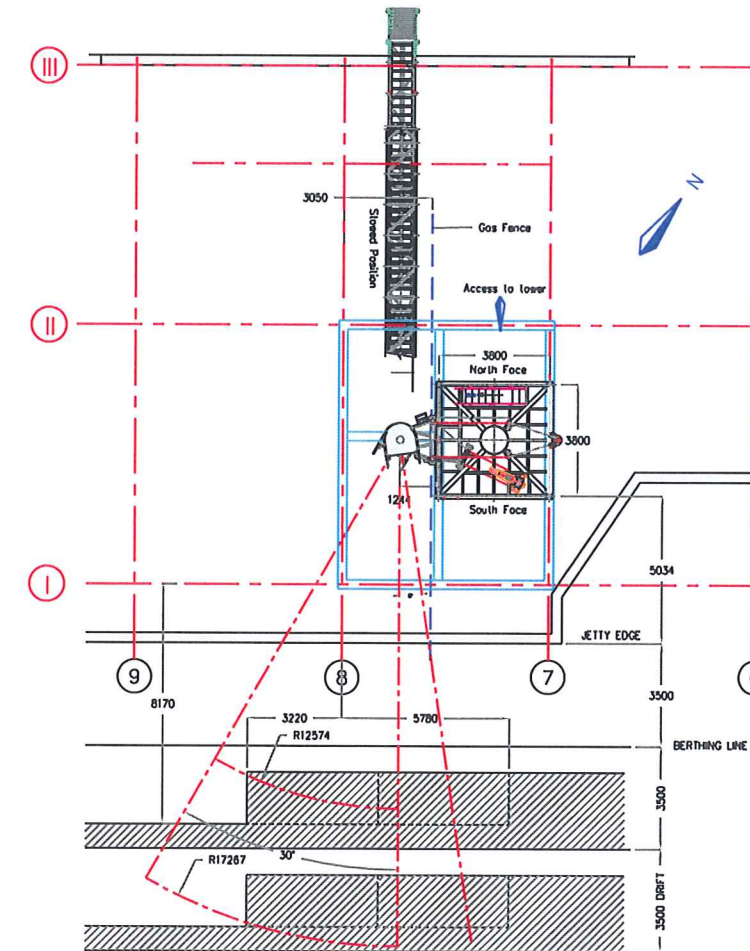 III
N
3050
Gas Fence
Stowed Position
Access to tower
II
3800
North Face
3800
1244
South Face
5034
I
JETTY EDGE
9
8
7
8170
3500
3220
5780
R12574
BERTHING LINE
3500
30°
R17267
3500 DRIFT